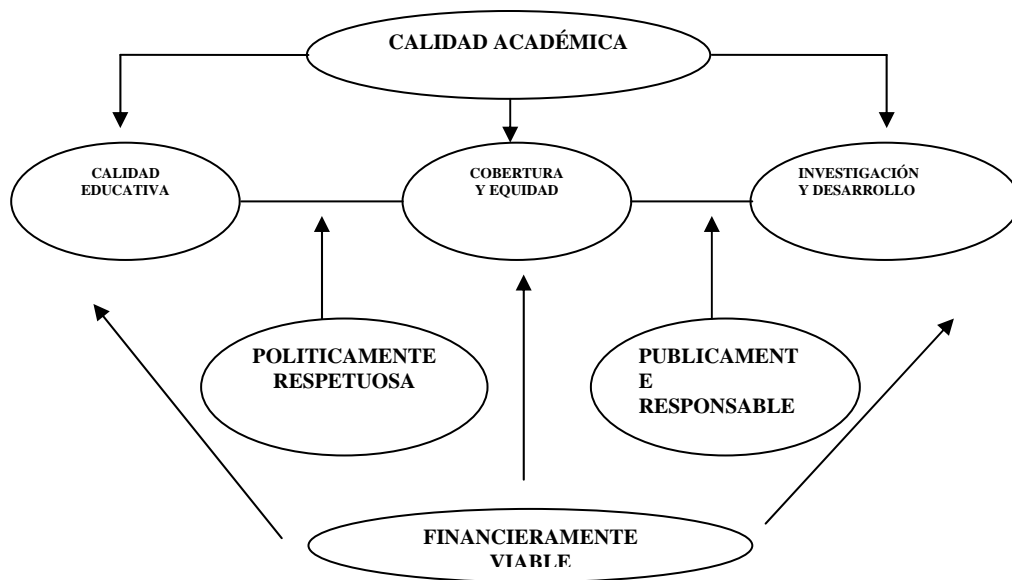 CALIDAD ACADÉMICA
CALIDAD
EDUCATIVA
COBERTURA
Y EQUIDAD
INVESTIGACIÓN
Y DESARROLLO
POLITICAMENTE
RESPETUOSA
PUBLICAMENT
E
RESPONSABLE
FINANCIERAMENTE
VIABLE